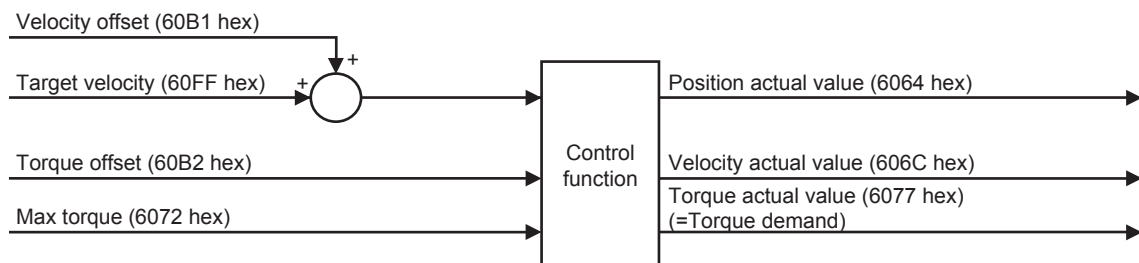 Velocity offset (60B1 hex)
+
Target velocity (60FF hex)
+
Position actual value (6064 hex)
Torque offset (60B2 hex)
Control
function
Velocity actual value (606C hex)
Max torque (6072 hex)
Torque actual value (6077 hex)
(=Torque demand)